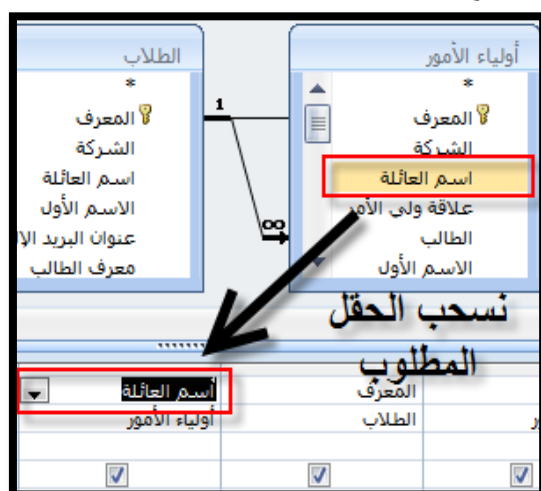 أولياء الأمور
*
المعرف
الشركة
اسم العائلة
علاقة ولي الأمر
الطالب
الاسم الأول
الطلاب
*
المعرف
الشركة
اسم العائلة
الاسم الأول
عنوان البريد الإ
معرف الطالب
1
∞
نسحب الحقل
المطلوب
المعرف
اسم العائلة
ر
الطلاب
أولياء الأمور